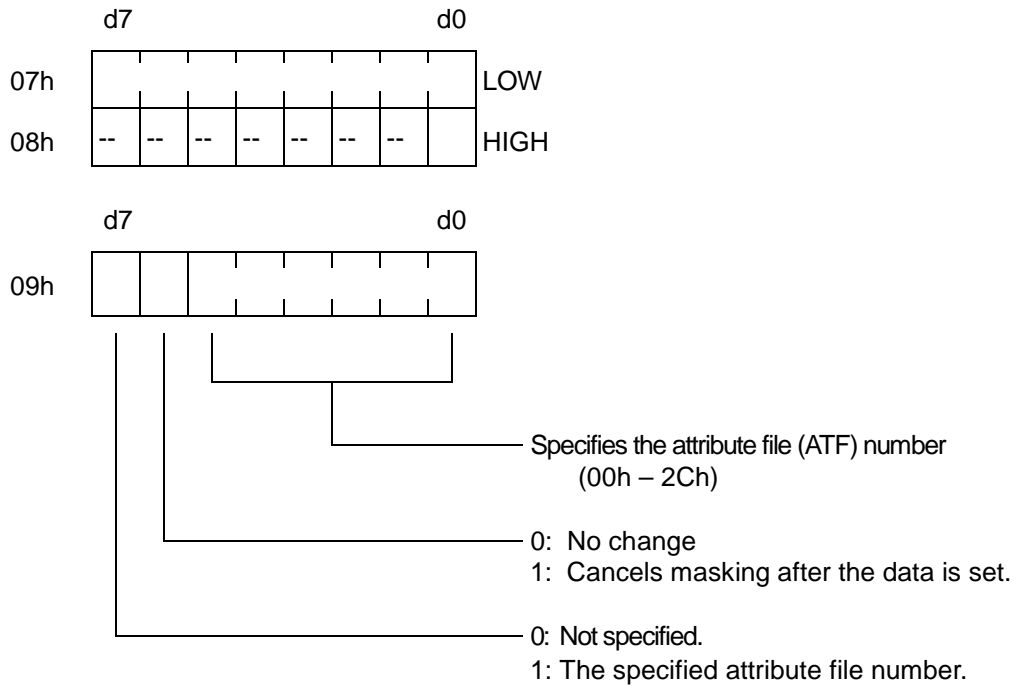 d7 d0
07h LOW
08h -- -- -- -- -- -- -- HIGH
d7 d0
09h
Specifies the attribute file (ATF) number
(00h – 2Ch)
0: No change
1: Cancels masking after the data is set.
0: Not specified.
1: The specified attribute file number.